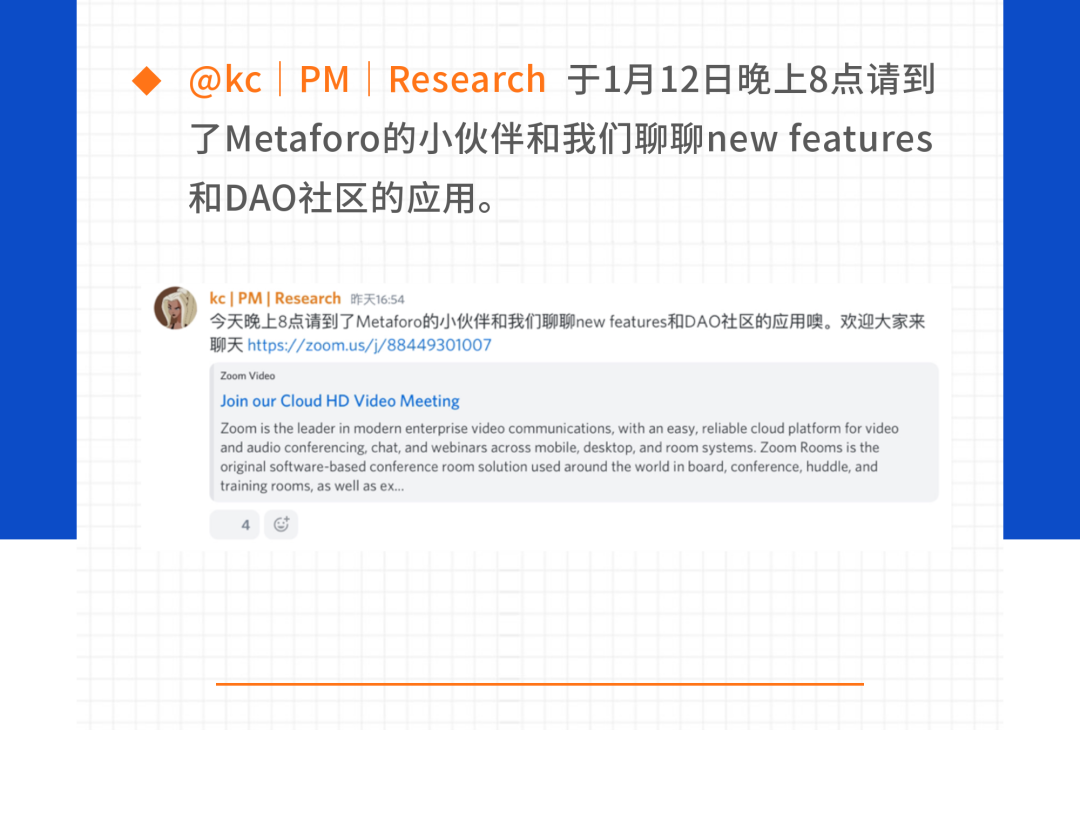 @kc｜PM｜Research 于1月12日晚上8点请到
了Metaforo的小伙伴和我们聊聊new features
和DAO社区的应用。
kc | PM | Research 昨天16:54
今天晚上8点请到了Metaforo的小伙伴和我们聊聊new features和DAO社区的应用噢。欢迎大家来
聊天 https://zoom.us/j/88449301007
Zoom Video
Join our Cloud HD Video Meeting
Zoom is the leader in modern enterprise video communications, with an easy, reliable cloud platform for video
and audio conferencing, chat, and webinars across mobile, desktop, and room systems. Zoom Rooms is the
original software-based conference room solution used around the world in board, conference, huddle, and
training rooms, as well as ex...
4